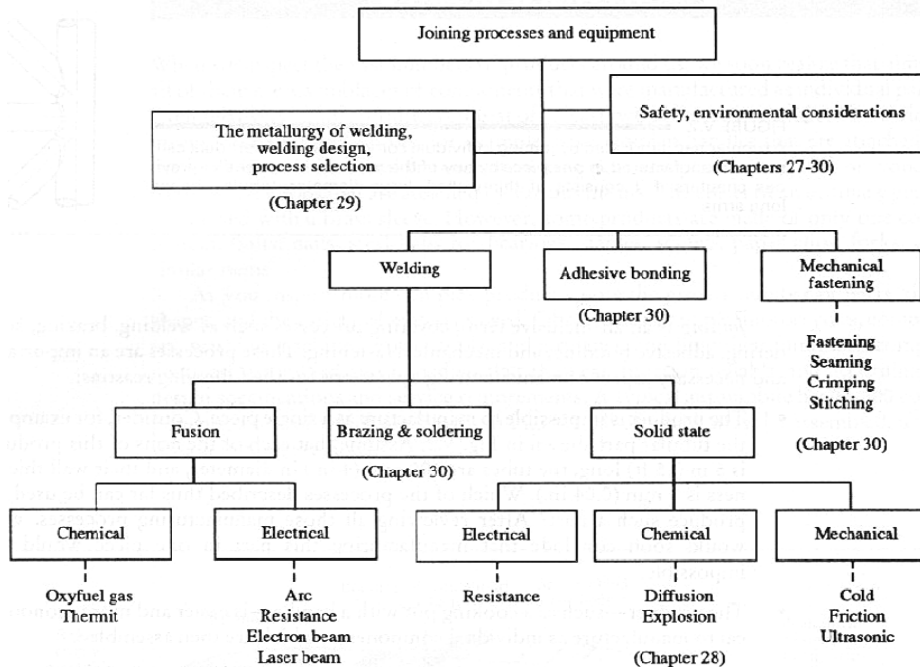 Joining processes and equipment
Safety, environmental considerations
(Chapters 27-30)
The metallurgy of welding,
welding design,
process selection
(Chapter 29)
Welding
Adhesive bonding
(Chapter 30)
Mechanical
fastening
Fastening
Seaming
Crimping
Stitching
(Chapter 30)
Fusion
Brazing & soldering
(Chapter 30)
Solid state
Chemical
Oxyfuel gas
Thermit
Electrical
Arc
Resistance
Electron beam
Laser beam
Electrical
Resistance
Chemical
Diffusion
Explosion
(Chapter 28)
Mechanical
Cold
Friction
Ultrasonic